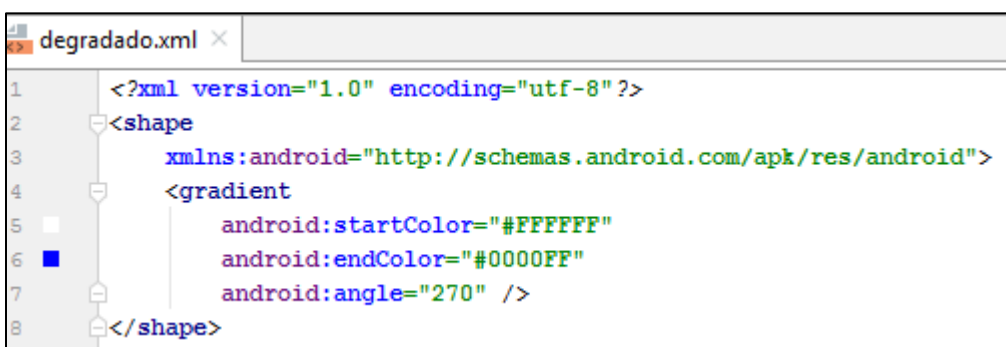 degradado.xml
1 <?xml version="1.0" encoding="utf-8"?>
2 <shape
3 xmlns:android="http://schemas.android.com/apk/res/android">
4 <gradient
5 android:startColor="#FFFFFF"
6 android:endColor="#0000FF"
7 android:angle="270" />
8 </shape>